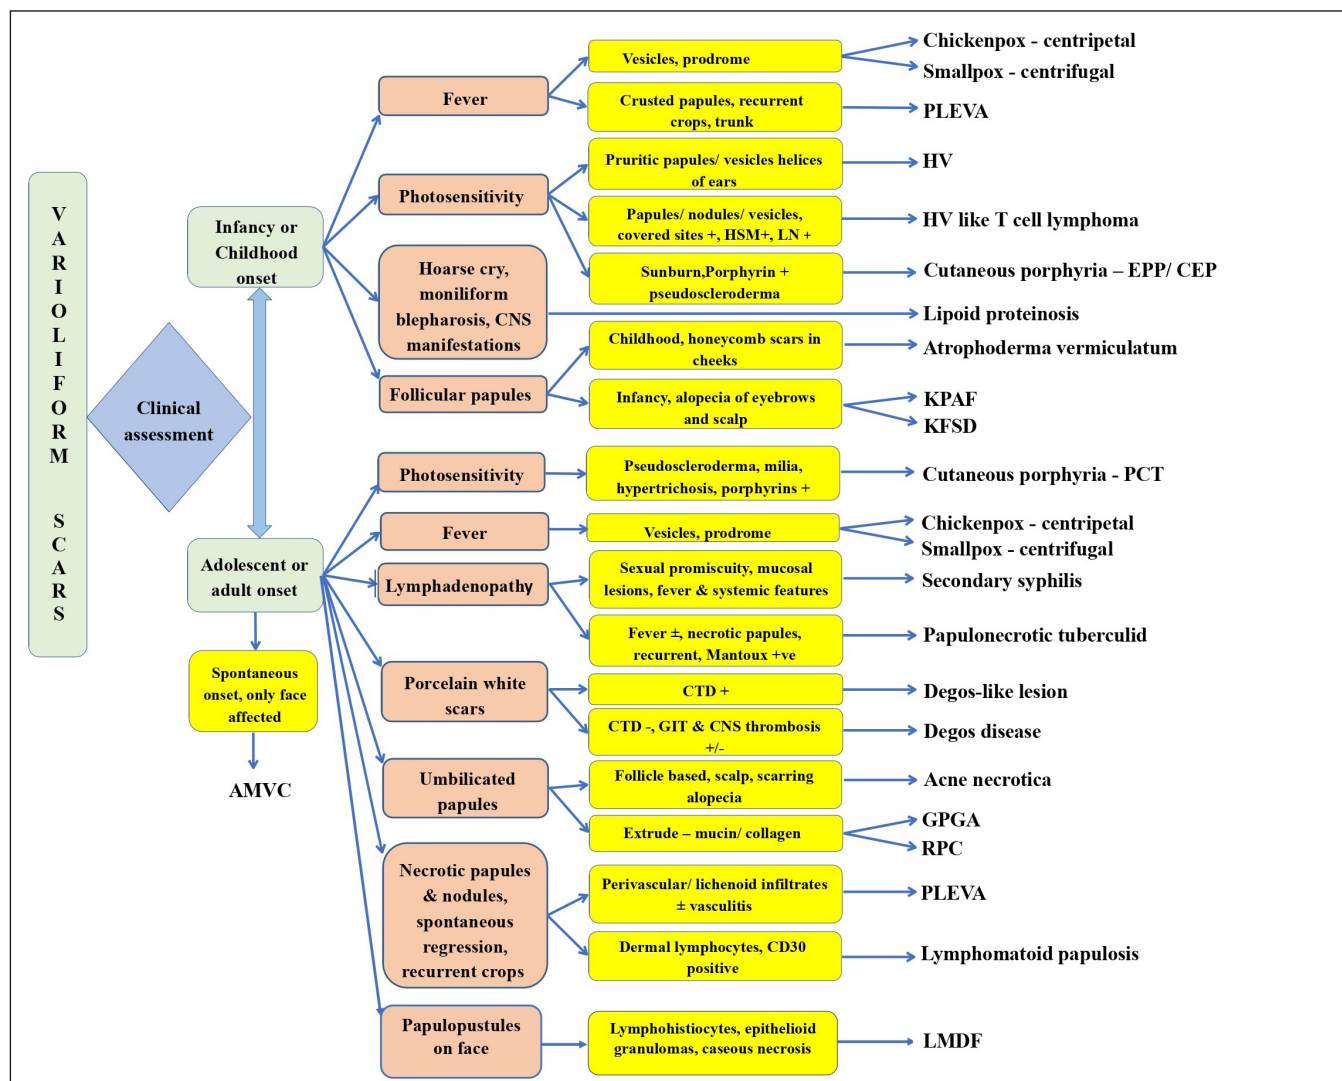 VARIOLIFORM SCARS
Clinical
assessment
Infancy or
Childhood
onset
Fever
Vesicles, prodrome
Chickenpox - centripetal
Smallpox - centrifugal
Crusted papules, recurrent
crops, trunk
PLEVA
Photosensitivity
Pruritic papules/ vesicles helices
of ears
HV
Papules/ nodules/ vesicles,
covered sites +, HSM+, LN +
HV like T cell lymphoma
Sunburn,Porphyrin +
pseudoscleroderma
Cutaneous porphyria – EPP/ CEP
Hoarse cry,
moniliform
blepharosis, CNS
manifestations
Lipoid proteinosis
Follicular papules
Childhood, honeycomb scars in
cheeks
Atrophoderma vermiculatum
Infancy, alopecia of eyebrows
and scalp
KPAF
KFSD
Adolescent or
adult onset
Spontaneous
onset, only face
affected
AMVC
Photosensitivity
Pseudoscleroderma, milia,
hypertrichosis, porphyrins +
Cutaneous porphyria - PCT
Fever
Vesicles, prodrome
Chickenpox - centripetal
Smallpox - centrifugal
Lymphadenopathy
Sexual promiscuity, mucosal
lesions, fever & systemic features
Secondary syphilis
Fever ±, necrotic papules,
recurrent, Mantoux +ve
Papulonecrotic tuberculid
Porcelain white
scars
CTD +
Degos-like lesion
CTD -, GIT & CNS thrombosis
+/-
Degos disease
Umbilicated
papules
Follicle based, scalp, scarring
alopecia
Acne necrotica
Extrude – mucin/ collagen
GPGA
RPC
Necrotic papules
& nodules,
spontaneous
regression,
recurrent crops
Perivascular/ lichenoid infiltrates
± vasculitis
PLEVA
Dermal lymphocytes, CD30
positive
Lymphomatoid papulosis
Papulopustules
on face
Lymphohistiocytes, epithelioid
granulomas, caseous necrosis
LMDF